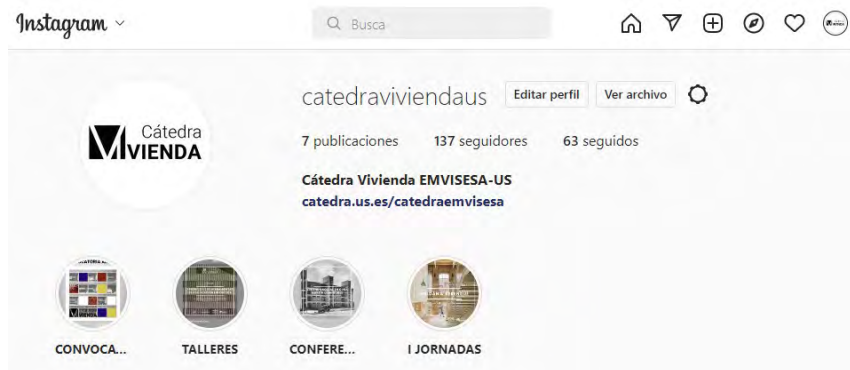 Instagram
Busca
catedraviviendaus Editar perfil Ver archivo
Cátedra
VIVIENDA
7 publicaciones 137 seguidores 63 seguidos
Cátedra Vivienda EMVISESA-US
catedra.us.es/catedraemvisesa
CONVOCA... TALLERES CONFERE... I JORNADAS